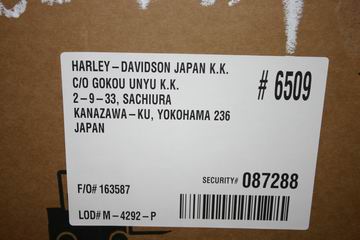 HARLEY-DAVIDSON JAPAN K.K.
C/O GOKOU UNYU K.K.
2-9-33, SACHIURA
KANAZAWA-KU, YOKOHAMA 236
JAPAN
# 6509
F/O# 163587
SECURITY# 087288
LOD# M-4292-P